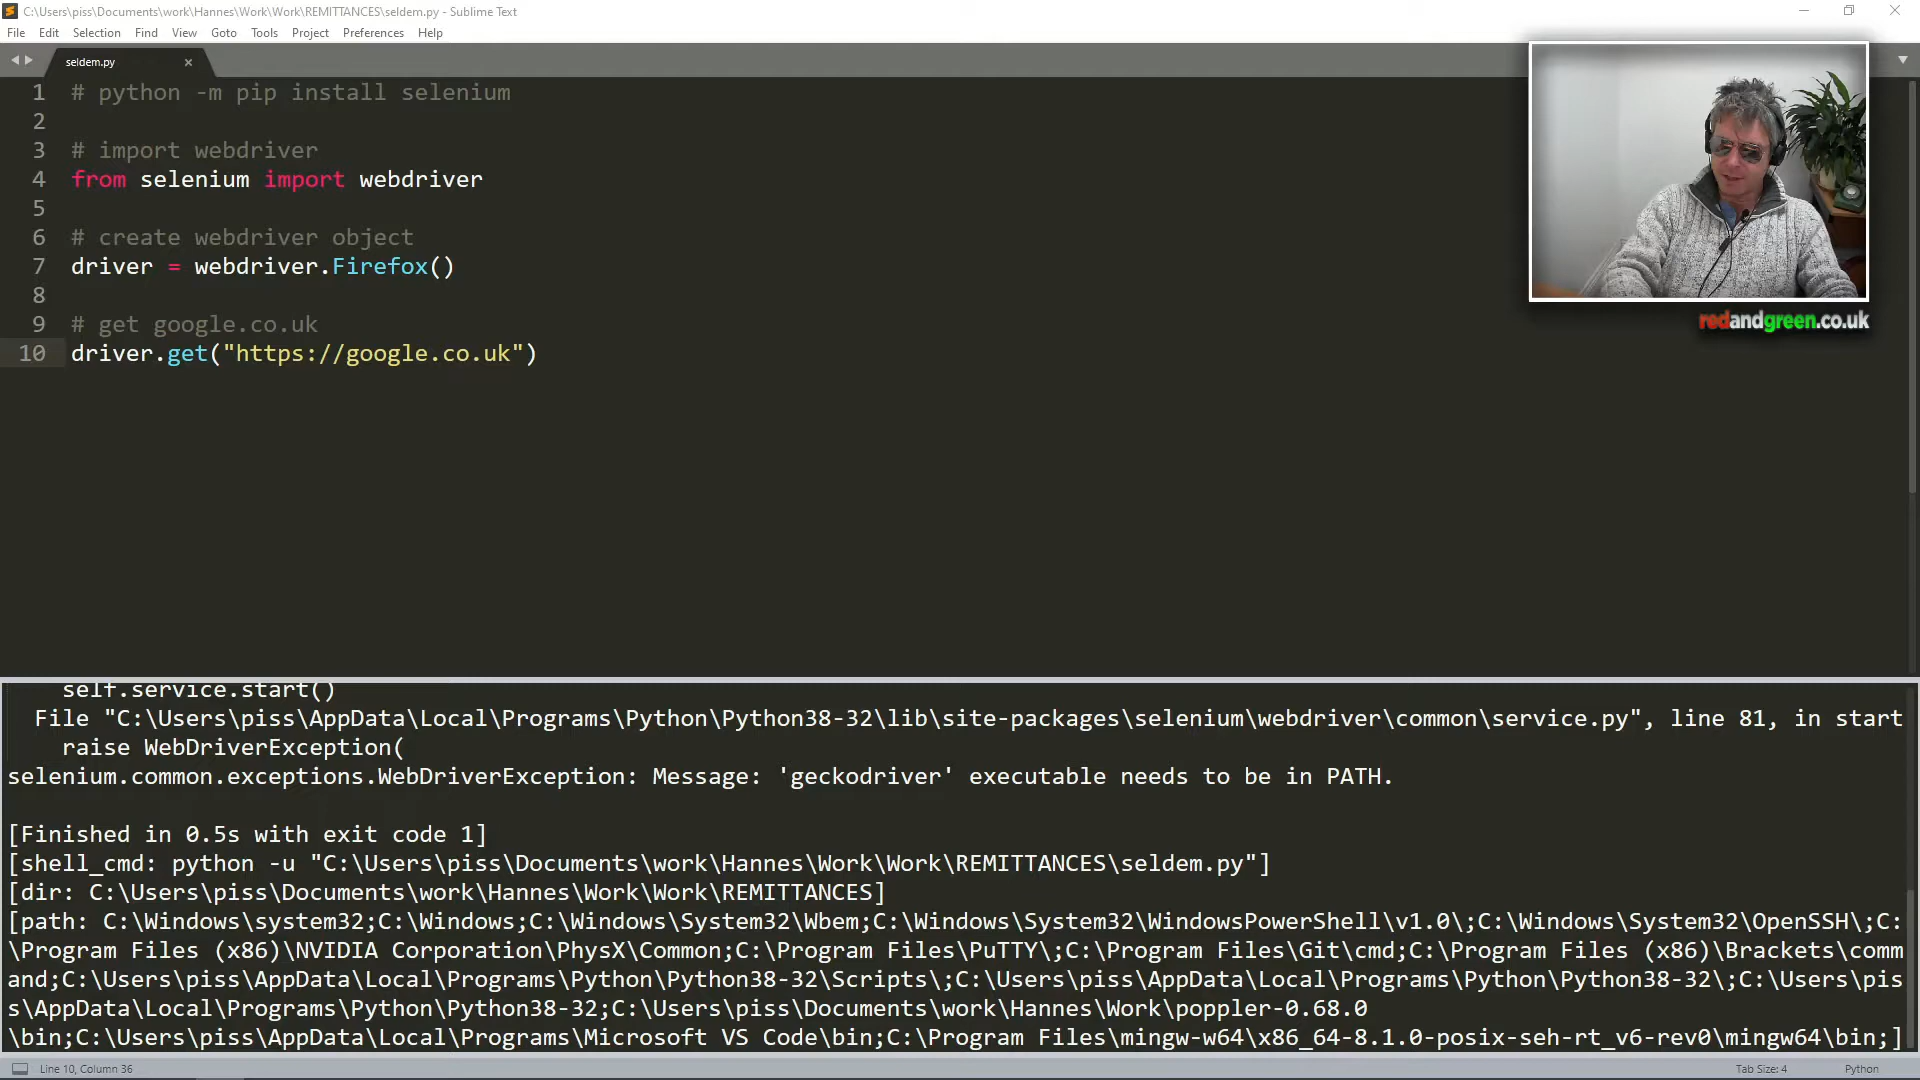 C:\Users\piss\Documents\work\Hannes\Work\Work\REMITTANCES\seldem.py - Sublime Text
File Edit Selection Find View Goto Tools Project Preferences Help
seldem.py
1 # python -m pip install selenium
2
3 # import webdriver
4 from selenium import webdriver
5
6 # create webdriver object
7 driver = webdriver.Firefox()
8
9 # get google.co.uk
10 driver.get("https://google.co.uk")
redandgreen.co.uk
self.service.start()
File "C:\Users\piss\AppData\Local\Programs\Python\Python38-32\lib\site-packages\selenium\webdriver\common\service.py", line 81, in start
raise WebDriverException(
selenium.common.exceptions.WebDriverException: Message: 'geckodriver' executable needs to be in PATH.
[Finished in 0.5s with exit code 1]
[shell_cmd: python -u "C:\Users\piss\Documents\work\Hannes\Work\Work\REMITTANCES\seldem.py"]
[dir: C:\Users\piss\Documents\work\Hannes\Work\Work\REMITTANCES]
[path: C:\Windows\system32;C:\Windows;C:\Windows\System32\Wbem;C:\Windows\System32\WindowsPowerShell\v1.0\;C:\Windows\System32\OpenSSH\;C:
\Program Files (x86)\NVIDIA Corporation\PhysX\Common;C:\Program Files\PuTTY\;C:\Program Files\Git\cmd;C:\Program Files (x86)\Brackets\comm
and;C:\Users\piss\AppData\Local\Programs\Python\Python38-32\Scripts\;C:\Users\piss\AppData\Local\Programs\Python\Python38-32\;C:\Users\pis
s\AppData\Local\Programs\Python\Python38-32;C:\Users\piss\Documents\work\Hannes\Work\poppler-0.68.0
\bin;C:\Users\piss\AppData\Local\Programs\Microsoft VS Code\bin;C:\Program Files\mingw-w64\x86_64-8.1.0-posix-seh-rt_v6-rev0\mingw64\bin;]
Line 10, Column 36
Tab Size: 4
Python